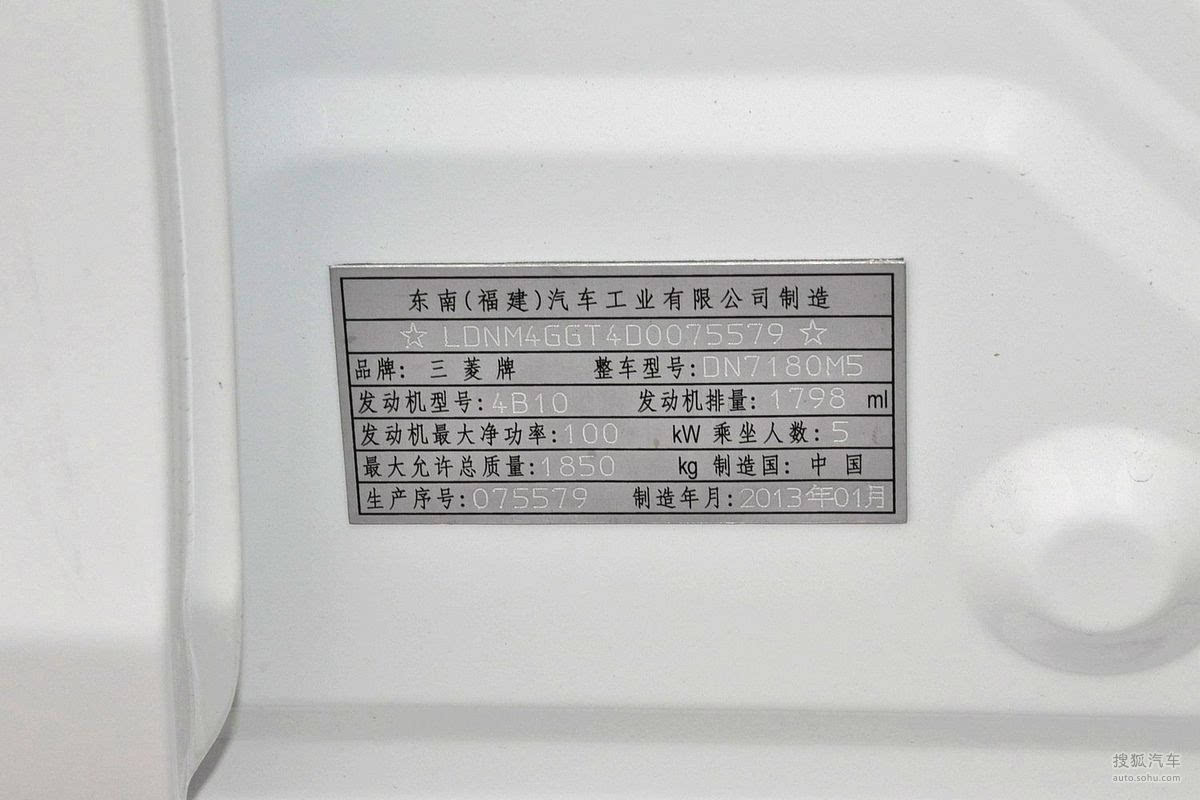 东南(福建)汽车工业有限公司制造
☆ LDNM4GGT4D0075579 ☆
品牌: 三菱牌 整车型号: DN7180M5
发动机型号: 4B10 发动机排量: 1798 ml
发动机最大净功率: 100 kW 乘坐人数: 5
最大允许总质量: 1850 kg 制造国: 中国
生产序号: 075579 制造年月: 2013年01月
搜狐汽车
auto.sohu.com